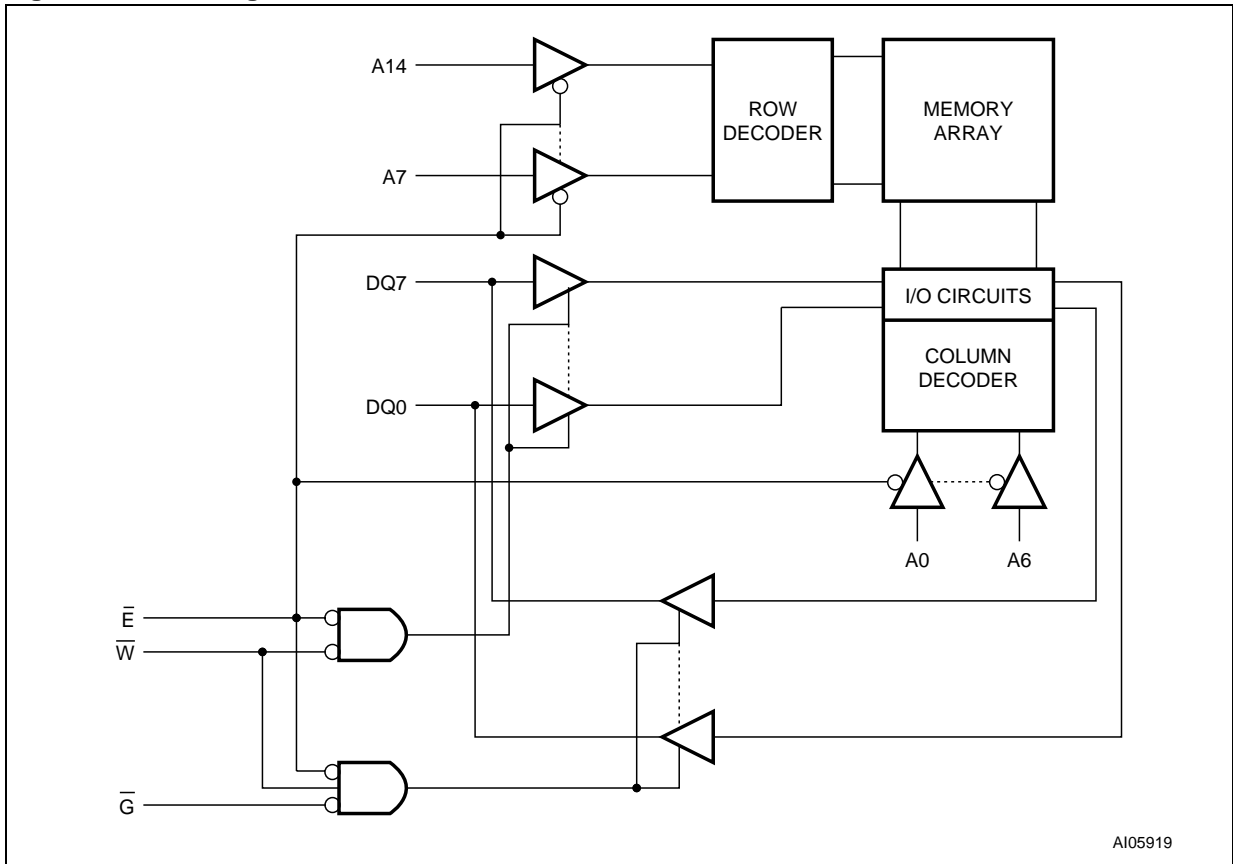 A14
ROW
DECODER
MEMORY
ARRAY
A7
DQ7
I/O CIRCUITS
COLUMN
DECODER
DQ0
A0
A6
E̅
W̅
G̅
AI05919